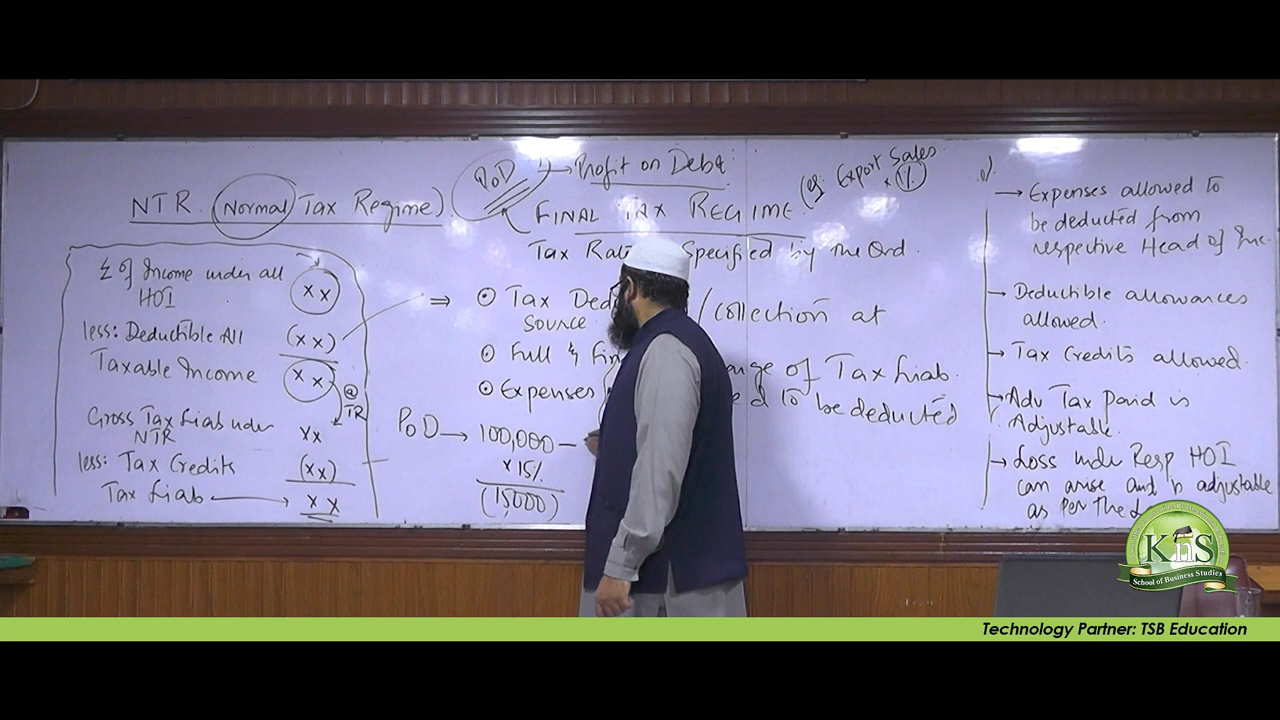 NTR (Normal Tax Regime)
£ of Income under all
HOI
x x
less: Deductible All
(xx)
Taxable Income
x x
@
TR
Gross Tax Liab under
NTR
xx
less: Tax Credits
(xx)
Tax Liab
x x
PoD
1)
Profit on Debt
(eg: Export Sales
x 1%)
FINAL TAX REGIME
Tax Rate Specified by the Ord.
⇒ Tax Ded / collection at
source
Full & Fin of Tax Liab.
Expenses to be deducted
PoD → 100,000 –
x 15%
(15000)
→ Expenses allowed to
be deducted from
respective Head of Inc.
→ Deductible allowances
allowed.
→ Tax Credits allowed.
→ Adv Tax paid is
Adjustable.
→ Loss under Resp HOI
can arise and is adjustable
as per the
KnS
School of Business Studies
Technology Partner: TSB Education